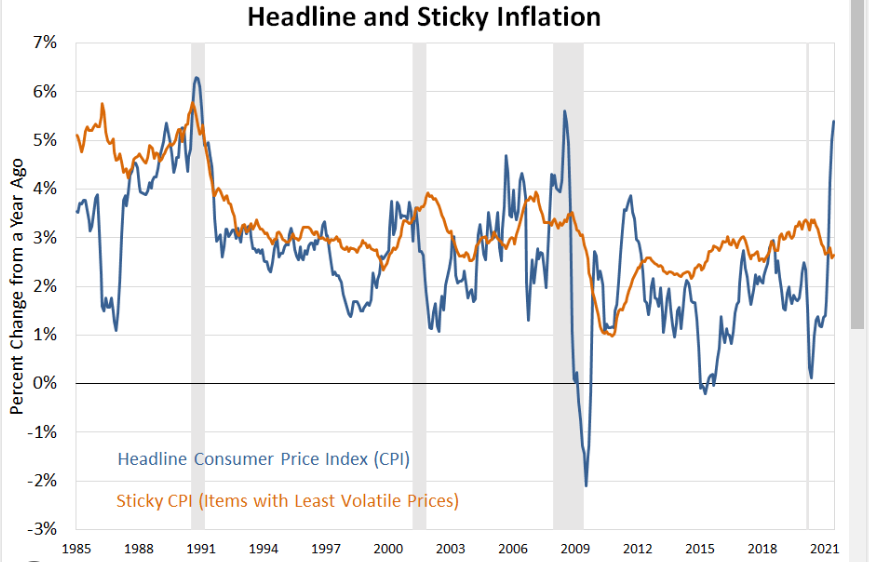 Headline and Sticky Inflation
Percent Change from a Year Ago
7%
6%
5%
4%
3%
2%
1%
0%
-1%
-2%
-3%
Headline Consumer Price Index (CPI)
Sticky CPI (Items with Least Volatile Prices)
1985 1988 1991 1994 1997 2000 2003 2006 2009 2012 2015 2018 2021